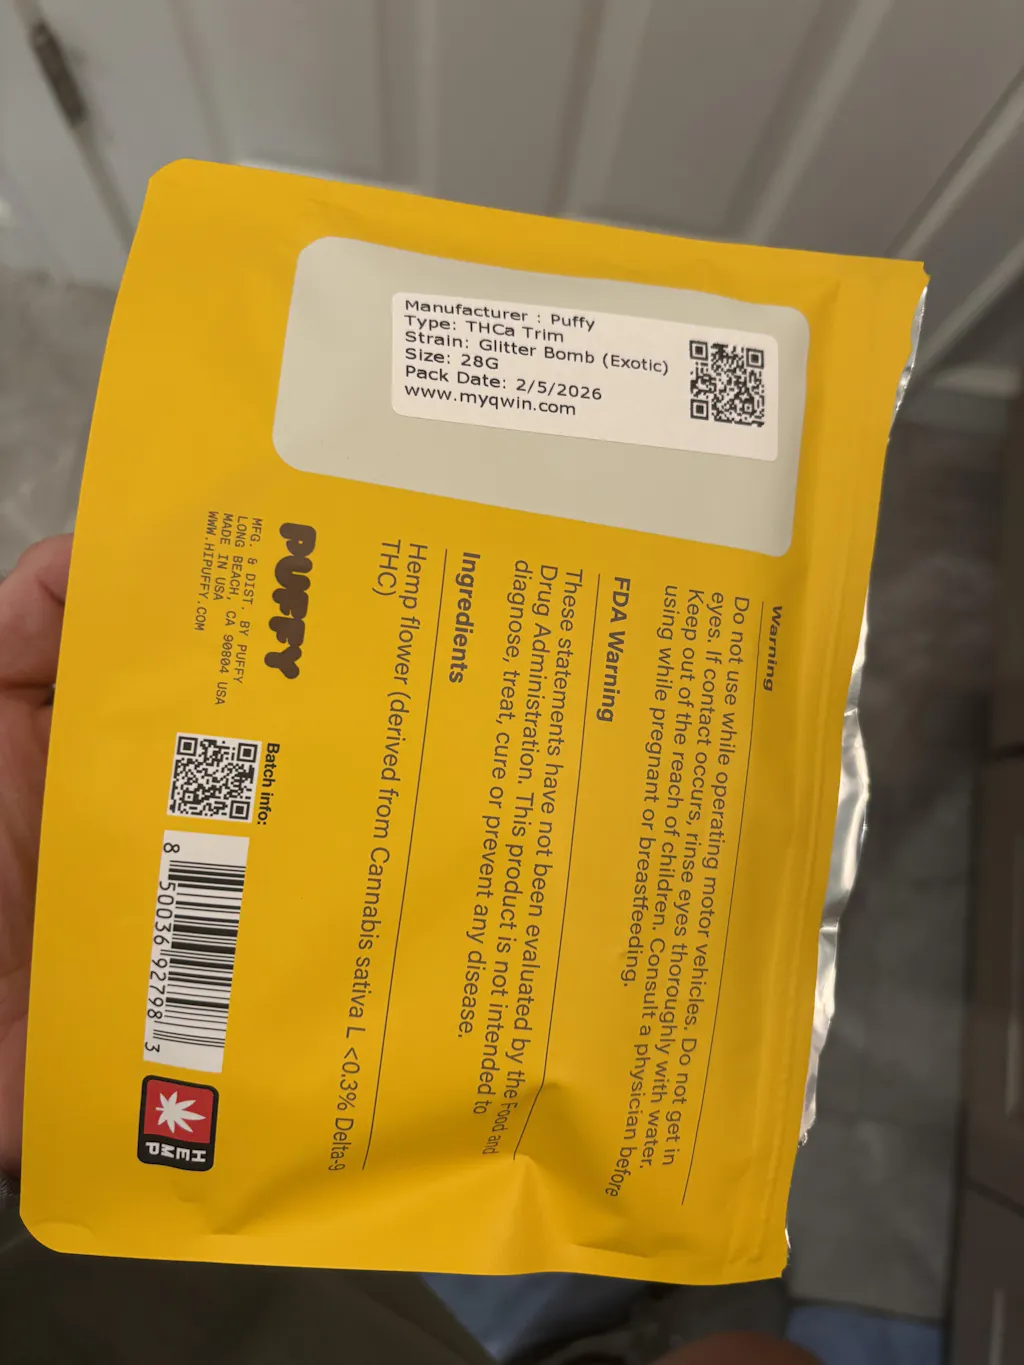 Manufacturer : Puffy
Type: THCa Trim
Strain: Glitter Bomb (Exotic)
Size: 28G
Pack Date: 2/5/2026
www.myqwin.com
Warning
Do not use while operating motor vehicles. Do not get in
eyes. If contact occurs, rinse eyes thoroughly with water.
Keep out of the reach of children. Consult a physician before
using while pregnant or breastfeeding.
FDA Warning
These statements have not been evaluated by the Food and
Drug Administration. This product is not intended to
diagnose, treat, cure or prevent any disease.
Ingredients
Hemp flower (derived from Cannabis sativa L <0.3% Delta-9
THC)
PUFFY
MFG. & DIST. BY PUFFY
LONG BEACH, CA 90804 USA
MADE IN USA
WWW.HIPUFFY.COM
Batch info:
8 50036 92798 3
HEMP